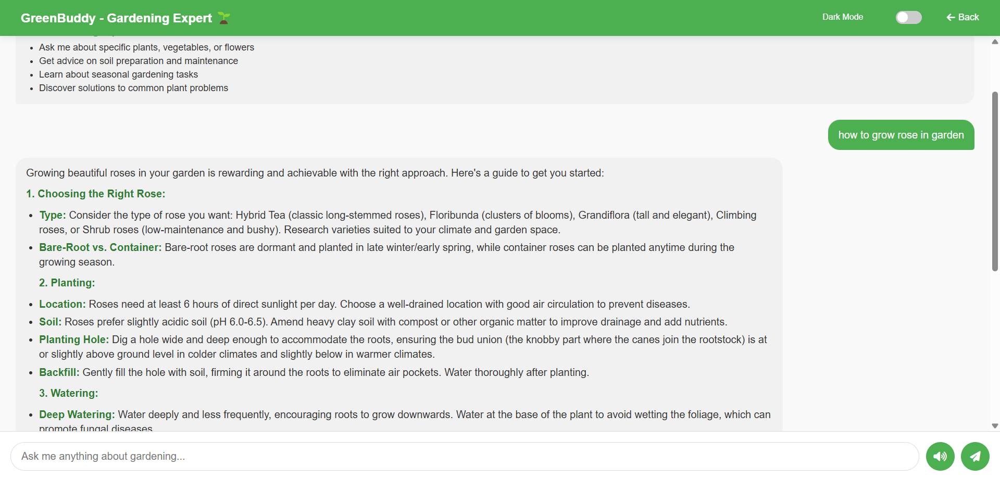 GreenBuddy - Gardening Expert
Dark Mode
Back
Ask me about specific plants, vegetables, or flowers
Get advice on soil preparation and maintenance
Learn about seasonal gardening tasks
Discover solutions to common plant problems
how to grow rose in garden
Growing beautiful roses in your garden is rewarding and achievable with the right approach. Here's a guide to get you started:
1. Choosing the Right Rose:
Type: Consider the type of rose you want: Hybrid Tea (classic long-stemmed roses), Floribunda (clusters of blooms), Grandiflora (tall and elegant), Climbing
roses, or Shrub roses (low-maintenance and bushy). Research varieties suited to your climate and garden space.
Bare-Root vs. Container: Bare-root roses are dormant and planted in late winter/early spring, while container roses can be planted anytime during the
growing season.
2. Planting:
Location: Roses need at least 6 hours of direct sunlight per day. Choose a well-drained location with good air circulation to prevent diseases.
Soil: Roses prefer slightly acidic soil (pH 6.0-6.5). Amend heavy clay soil with compost or other organic matter to improve drainage and add nutrients.
Planting Hole: Dig a hole wide and deep enough to accommodate the roots, ensuring the bud union (the knobby part where the canes join the rootstock) is at
or slightly above ground level in colder climates and slightly below in warmer climates.
Backfill: Gently fill the hole with soil, firming it around the roots to eliminate air pockets. Water thoroughly after planting.
3. Watering:
Deep Watering: Water deeply and less frequently, encouraging roots to grow downwards. Water at the base of the plant to avoid wetting the foliage, which can
promote fungal diseases
Ask me anything about gardening...